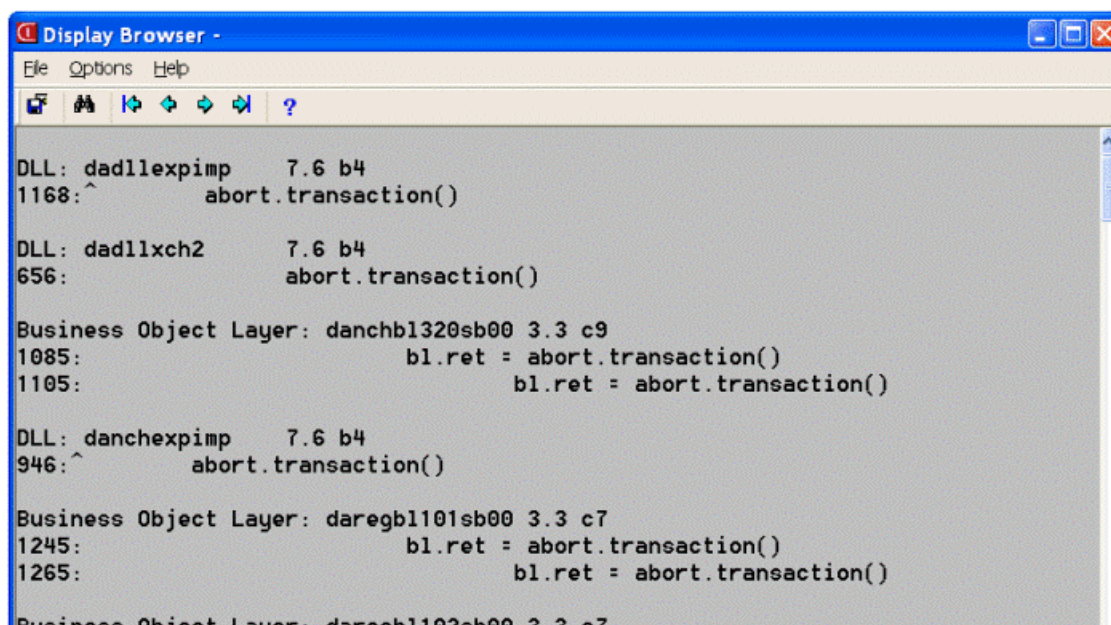 Display Browser -
File Options Help
?
DLL: dadllexpimp 7.6 b4
1168:^ abort.transaction()
DLL: dadllxch2 7.6 b4
656: abort.transaction()
Business Object Layer: danchbl320sb00 3.3 c9
1085: bl.ret = abort.transaction()
1105: bl.ret = abort.transaction()
DLL: danchexpimp 7.6 b4
946:^ abort.transaction()
Business Object Layer: daregbl101sb00 3.3 c7
1245: bl.ret = abort.transaction()
1265: bl.ret = abort.transaction()
Business Object Layer: